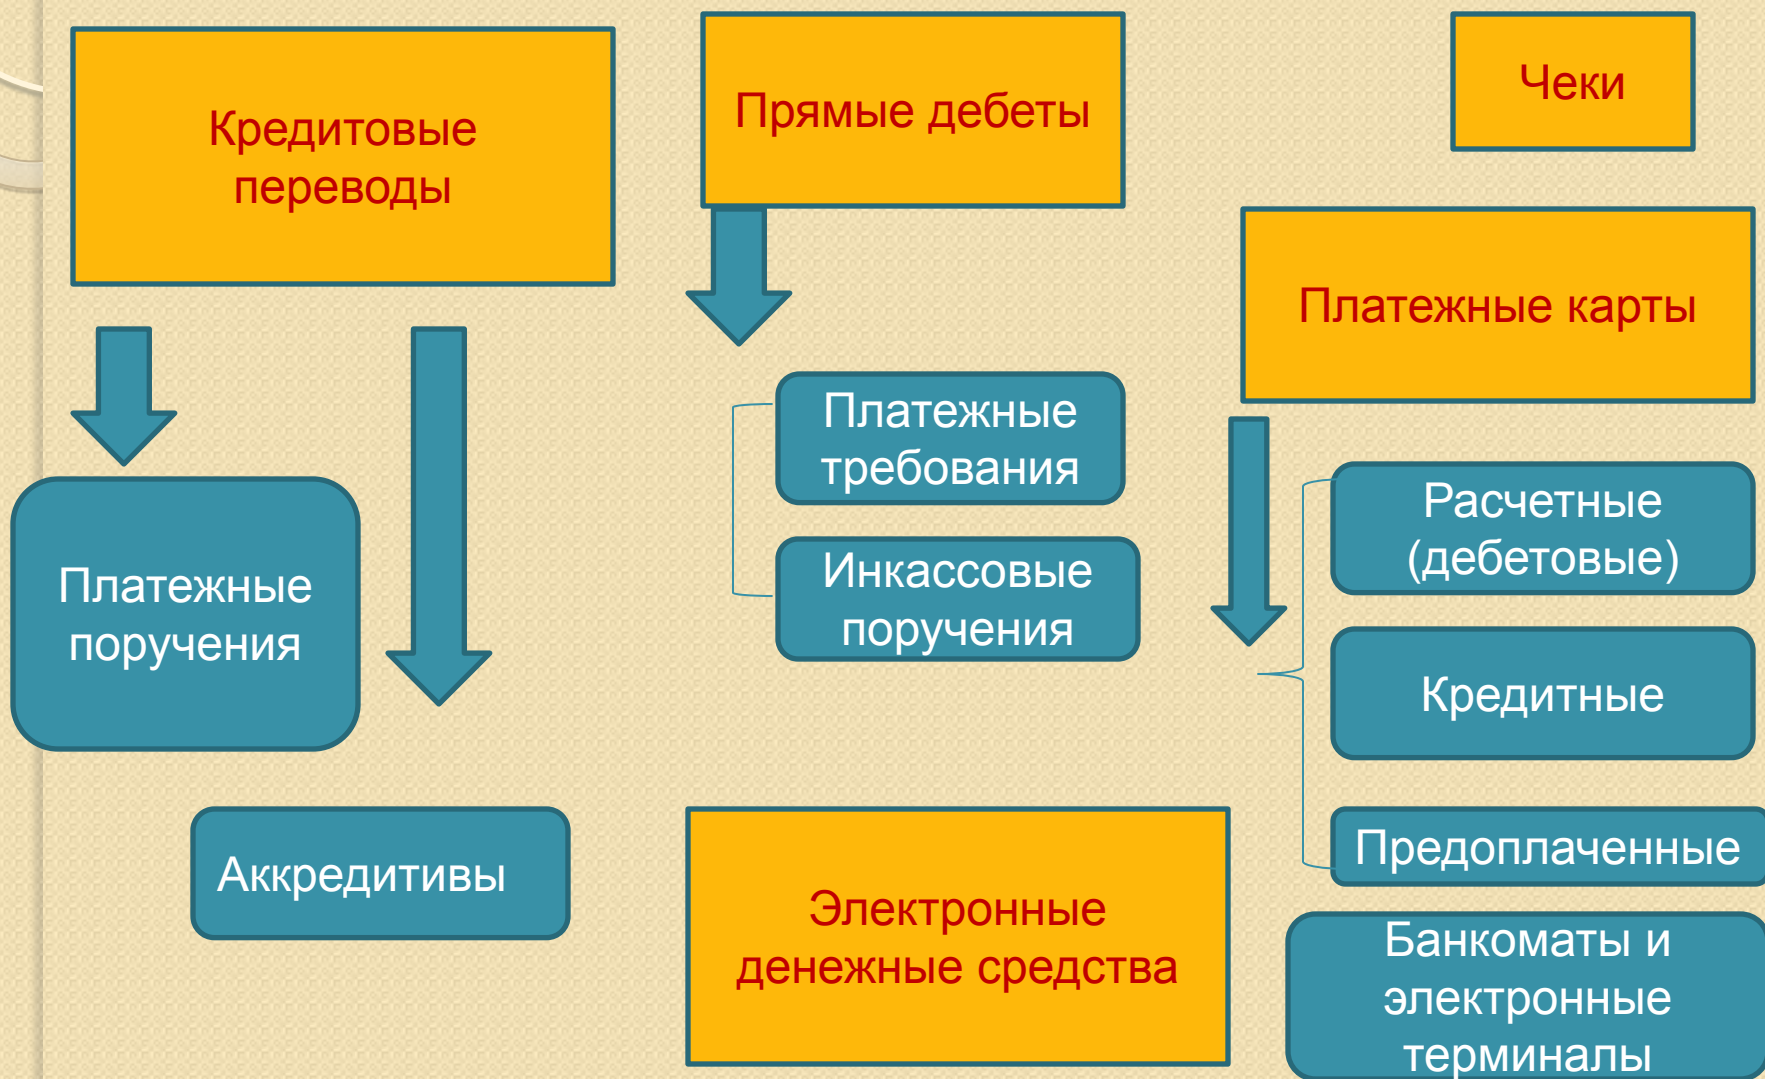 Кредитовые
переводы
Прямые дебеты
Чеки
Платежные карты
Платежные
поручения
Аккредитивы
Платежные
требования
Инкассовые
поручения
Расчетные
(дебетовые)
Кредитные
Предоплаченные
Банкоматы и
электронные
терминалы
Электронные
денежные средства